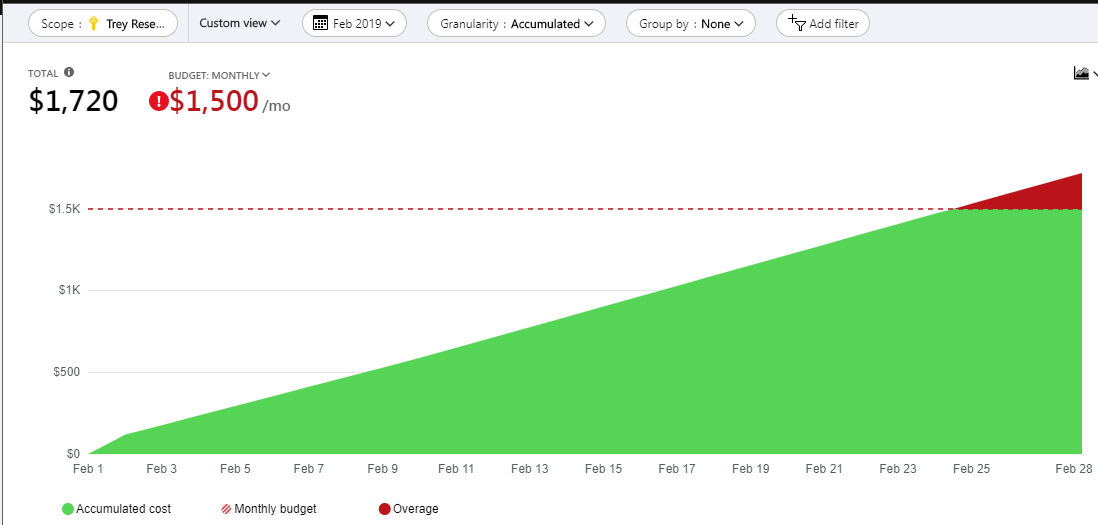 Scope : Trey Rese... Custom view Feb 2019 Granularity : Accumulated Group by : None Add filter
TOTAL BUDGET: MONTHLY
$1,720 $1,500 /mo
$1.5K
$1K
$500
$0
Feb 1 Feb 3 Feb 5 Feb 7 Feb 9 Feb 11 Feb 13 Feb 15 Feb 17 Feb 19 Feb 21 Feb 23 Feb 25 Feb 28
Accumulated cost Monthly budget Overage